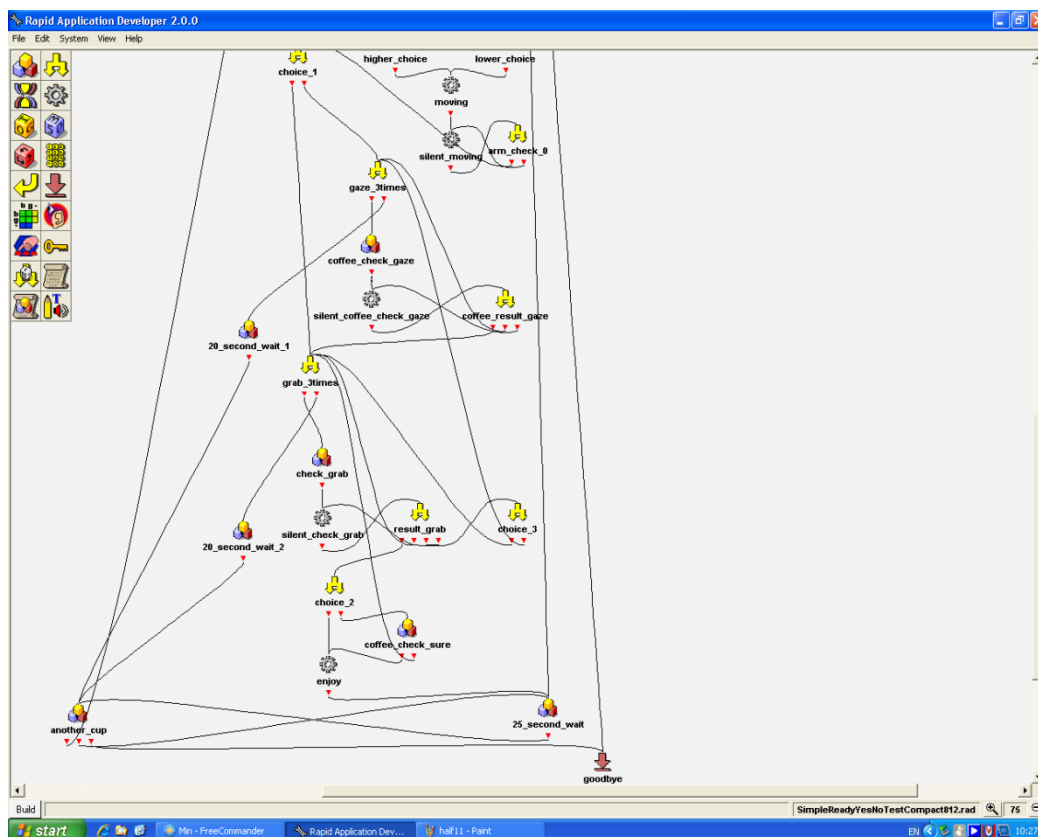 Rapid Application Developer 2.0.0
File Edit System View Help
higher_choice lower_choice
choice_1
moving
arm_check_0
silent_moving
gaze_3times
coffee_check_gaze
silent_coffee_check_gaze coffee_result_gaze
20_second_wait_1
grab_3times
check_grab
silent_check_grab result_grab choice_3
20_second_wait_2
choice_2
coffee_check_sure
enjoy
another_cup 25_second_wait
goodbye
Build SimpleReadyYesNoTestCompact812.rad 75
start Min - FreeCommander Rapid Application Dev... half11 - Paint EN 10:27